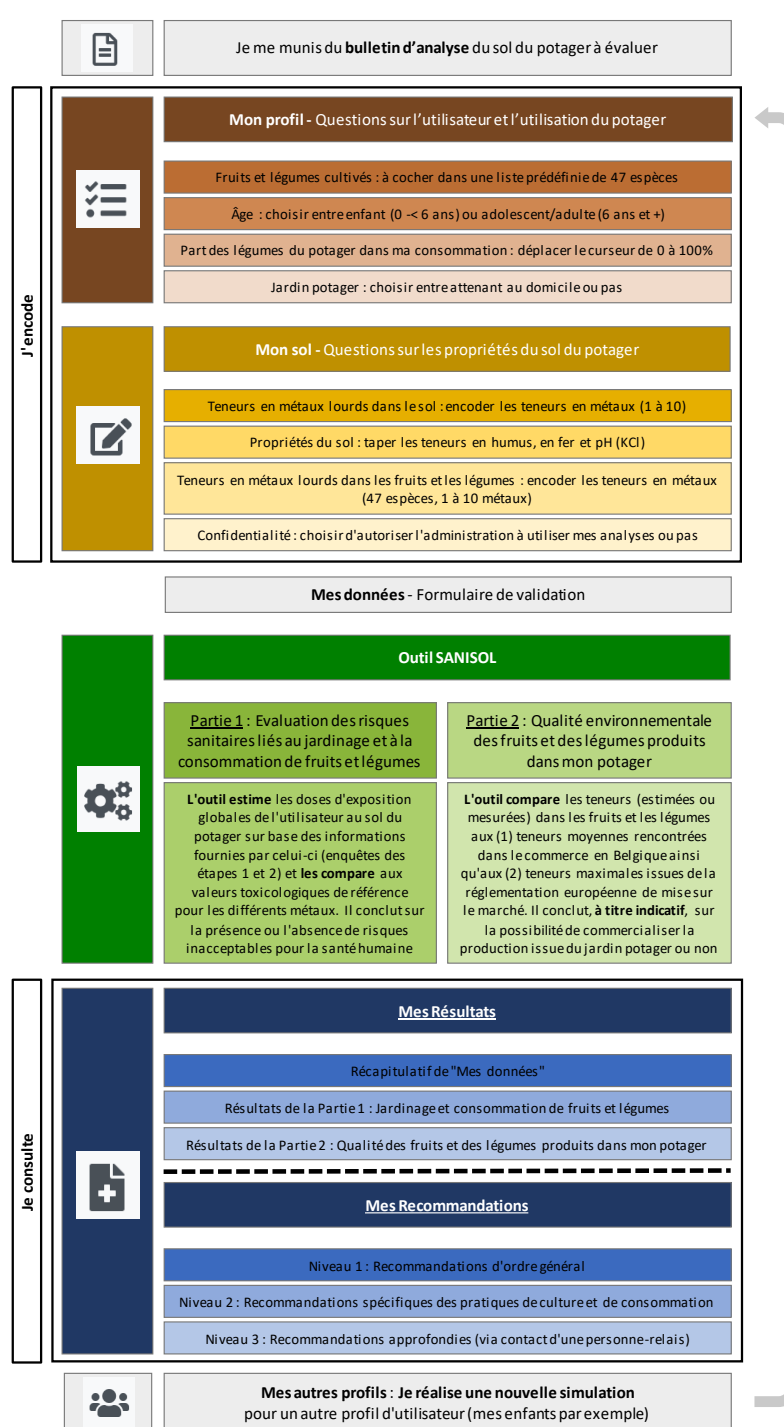 Je me munis du bulletin d'analyse du sol du potager à évaluer
J'encode
Mon profil - Questions sur l'utilisateur et l'utilisation du potager
Fruits et légumes cultivés : à cocher dans une liste prédéfinie de 47 espèces
Âge : choisir entre enfant (0 -< 6 ans) ou adolescent/adulte (6 ans et +)
Part des légumes du potager dans ma consommation : déplacer le curseur de 0 à 100%
Jardin potager : choisir entre attenant au domicile ou pas
Mon sol - Questions sur les propriétés du sol du potager
Teneurs en métaux lourds dans le sol : encoder les teneurs en métaux (1 à 10)
Propriétés du sol : taper les teneurs en humus, en fer et pH (KCl)
Teneurs en métaux lourds dans les fruits et les légumes : encoder les teneurs en métaux
(47 espèces, 1 à 10 métaux)
Confidentialité : choisir d'autoriser l'administration à utiliser mes analyses ou pas
Mes données - Formulaire de validation
Outil SANISOL
Partie 1 : Evaluation des risques
sanitaires liés au jardinage et à la
consommation de fruits et légumes
L'outil estime les doses d'exposition
globales de l'utilisateur au sol du
potager sur base des informations
fournies par celui-ci (enquêtes des
étapes 1 et 2) et les compare aux
valeurs toxicologiques de référence
pour les différents métaux. Il conclut sur
la présence ou l'absence de risques
inacceptables pour la santé humaine
Partie 2 : Qualité environnementale
des fruits et des légumes produits
dans mon potager
L'outil compare les teneurs (estimées ou
mesurées) dans les fruits et les légumes
aux (1) teneurs moyennes rencontrées
dans le commerce en Belgique ainsi
qu'aux (2) teneurs maximales issues de la
réglementation européenne de mise sur
le marché. Il conclut, à titre indicatif, sur
la possibilité de commercialiser la
production issue du jardin potager ou non
Je consulte
Mes Résultats
Récapitulatif de "Mes données"
Résultats de la Partie 1 : Jardinage et consommation de fruits et légumes
Résultats de la Partie 2 : Qualité des fruits et des légumes produits dans mon potager
Mes Recommandations
Niveau 1 : Recommandations d'ordre général
Niveau 2 : Recommandations spécifiques des pratiques de culture et de consommation
Niveau 3 : Recommandations approfondies (via contact d'une personne-relais)
Mes autres profils : Je réalise une nouvelle simulation
pour un autre profil d'utilisateur (mes enfants par exemple)